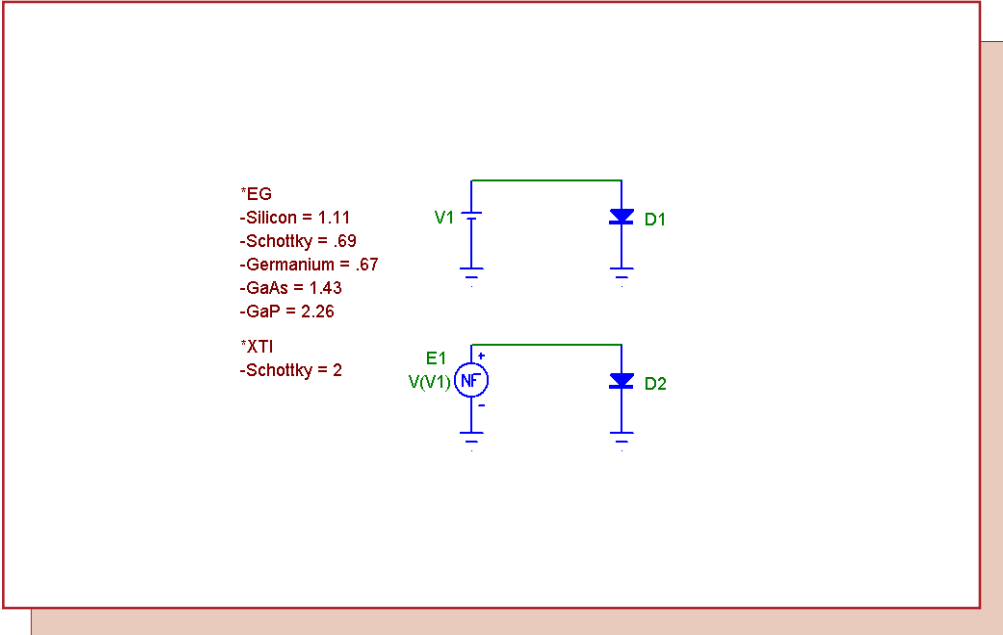 *EG
-Silicon = 1.11
-Schottky = .69
-Germanium = .67
-GaAs = 1.43
-GaP = 2.26
*XTI
-Schottky = 2
V1
D1
E1
V(V1)
+
NF
-
D2